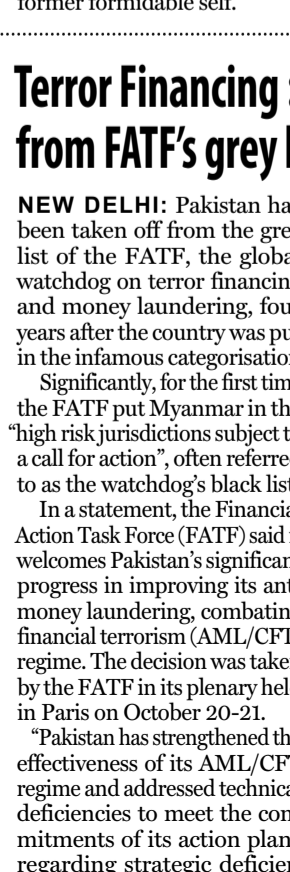 former formidable self.
Terror Financing
from FATF's grey
NEW DELHI: Pakistan ha
been taken off from the gre
list of the FATF, the globa
watchdog on terror financin
and money laundering, fou
years after the country was pu
in the infamous categorisatio
Significantly, for the first tim
the FATF put Myanmar in th
“high risk jurisdictions subject t
a call for action”, often referre
to as the watchdog's black list
In a statement, the Financia
Action Task Force (FATF) said
welcomes Pakistan's significan
progress in improving its ant
money laundering, combatin
financial terrorism (AML/CFT
regime. The decision was take
by the FATF in its plenary hel
in Paris on October 20-21.
“Pakistan has strengthened th
effectiveness of its AML/CF
regime and addressed technica
deficiencies to meet the com
mitments of its action plan
regarding strategic deficien